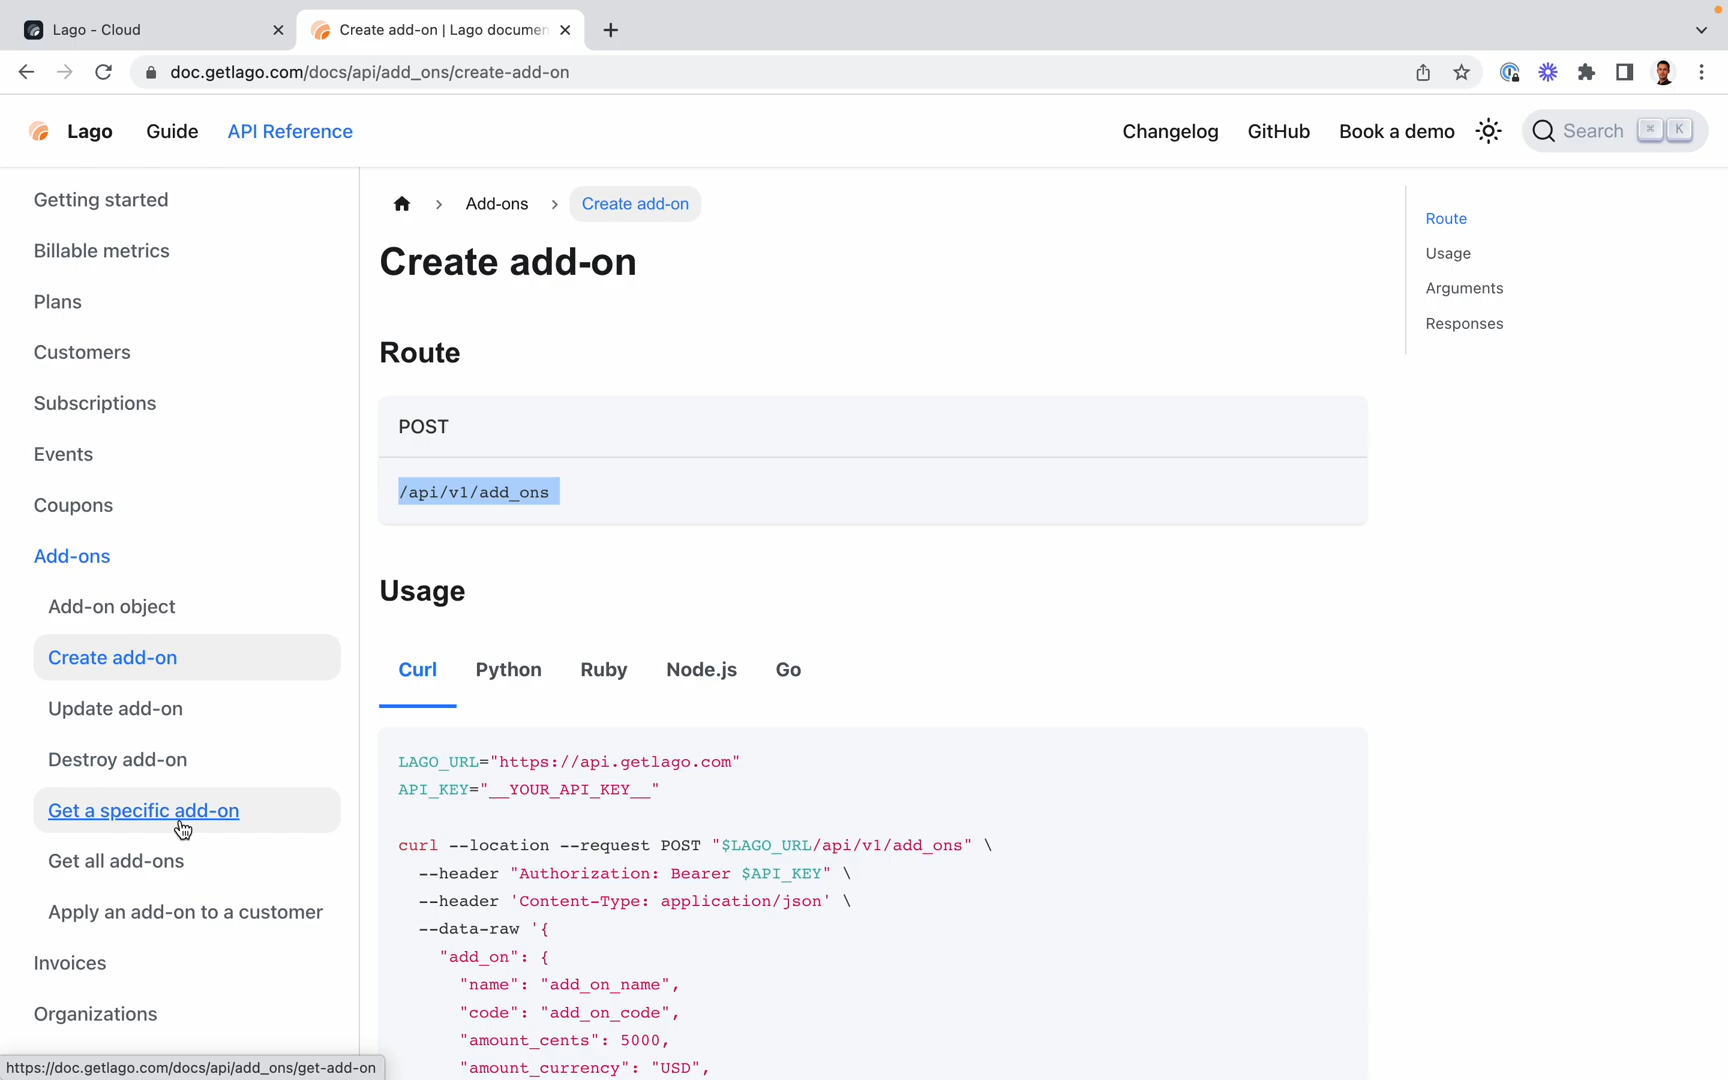 Lago - Cloud
Create add-on | Lago documen
doc.getlago.com/docs/api/add_ons/create-add-on
Lago
Guide
API Reference
Changelog
GitHub
Book a demo
Search
⌘ K
Getting started
Billable metrics
Plans
Customers
Subscriptions
Events
Coupons
Add-ons
Add-on object
Create add-on
Update add-on
Destroy add-on
Get a specific add-on
Get all add-ons
Apply an add-on to a customer
Invoices
Organizations
https://doc.getlago.com/docs/api/add_ons/get-add-on
Add-ons
Create add-on
Create add-on
Route
POST
/api/v1/add_ons
Usage
Curl
Python
Ruby
Node.js
Go
LAGO_URL="https://api.getlago.com"
API_KEY="__YOUR_API_KEY__"
curl --location --request POST "$LAGO_URL/api/v1/add_ons" \
--header "Authorization: Bearer $API_KEY" \
--header 'Content-Type: application/json' \
--data-raw '{
"add_on": {
"name": "add_on_name",
"code": "add_on_code",
"amount_cents": 5000,
"amount_currency": "USD",
Route
Usage
Arguments
Responses